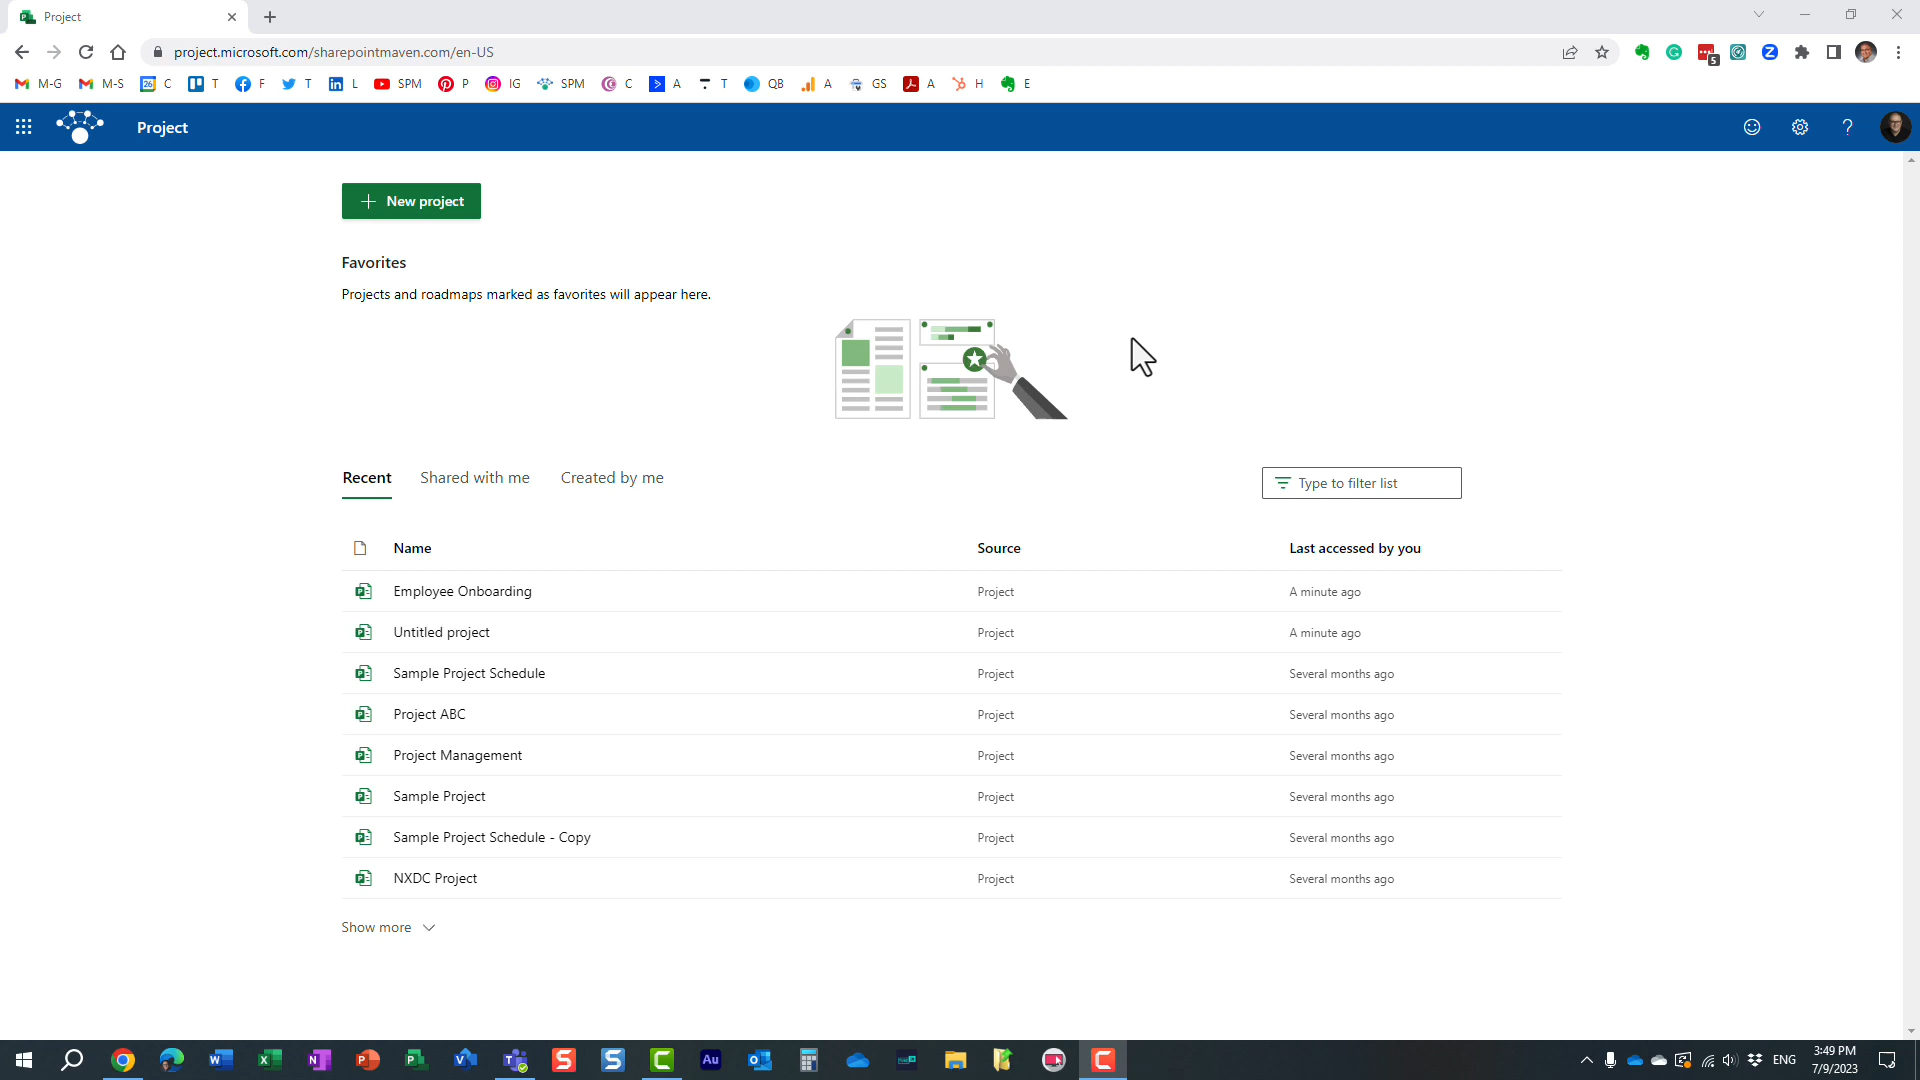 Project
project.microsoft.com/sharepointmaven.com/en-US
M-G M-S C T F T L SPM P IG SPM C A T QB A GS A H E
Project
New project
Favorites
Projects and roadmaps marked as favorites will appear here.
Recent Shared with me Created by me Type to filter list
Name Source Last accessed by you
Employee Onboarding Project A minute ago
Untitled project Project A minute ago
Sample Project Schedule Project Several months ago
Project ABC Project Several months ago
Project Management Project Several months ago
Sample Project Project Several months ago
Sample Project Schedule - Copy Project Several months ago
NXDC Project Project Several months ago
Show more
ENG
3:49 PM
7/9/2023